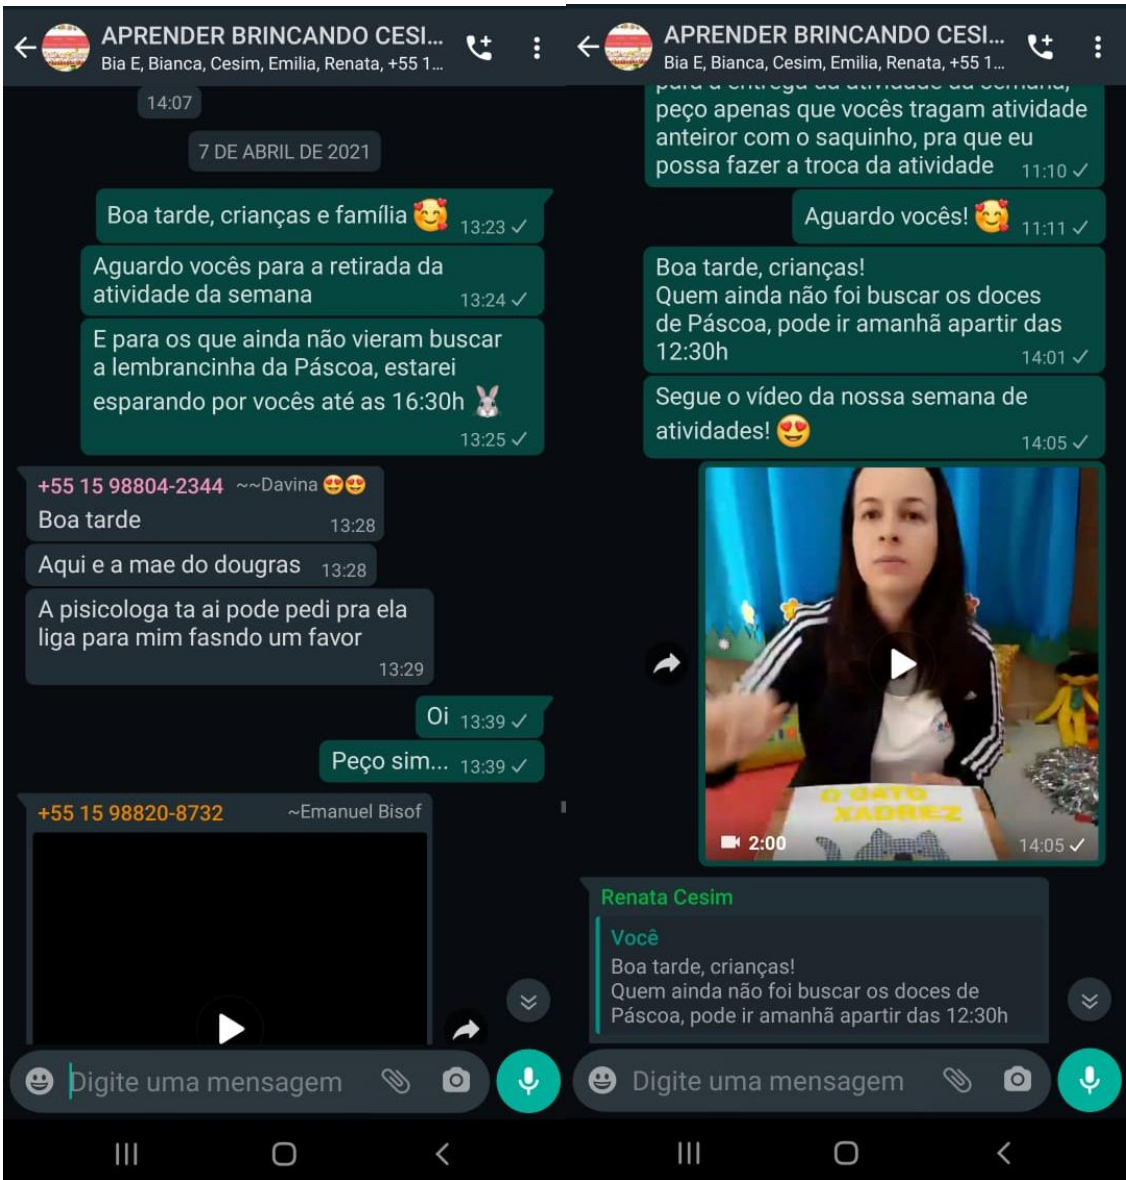 APRENDER BRINCANDO CESI...
Bia E, Bianca, Cesim, Emilia, Renata, +55 1...
14:07
7 DE ABRIL DE 2021
Boa tarde, crianças e família 🥰 13:23
Aguardo vocês para a retirada da
atividade da semana 13:24
E para os que ainda não vieram buscar
a lembrancinha da Páscoa, estarei
esparando por vocês até as 16:30h 🐰
13:25
+55 15 98804-2344 ~~Davina 😍😍
Boa tarde 13:28
Aqui e a mae do dougras 13:28
A pisicologa ta ai pode pedi pra ela
liga para mim fasndo um favor
13:29
Oi 13:39
Peço sim... 13:39
+55 15 98820-8732 ~Emanuel Bisof
Digite uma mensagem
APRENDER BRINCANDO CESI...
Bia E, Bianca, Cesim, Emilia, Renata, +55 1...
para a entrega da atividade da semana,
peço apenas que vocês tragam atividade
anteiror com o saquinho, pra que eu
possa fazer a troca da atividade 11:10
Aguardo vocês! 🥰 11:11
Boa tarde, crianças!
Quem ainda não foi buscar os doces
de Páscoa, pode ir amanhã apartir das
12:30h 14:01
Segue o vídeo da nossa semana de
atividades! 😍 14:05
O GATO
XADREZ
2:00 14:05
Renata Cesim
Você
Boa tarde, crianças!
Quem ainda não foi buscar os doces de
Páscoa, pode ir amanhã apartir das 12:30h
Digite uma mensagem